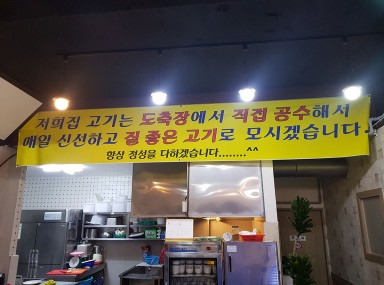 저희집 고기는 도축장에서 직접 공수해서
매일 신선하고 질 좋은 고기로 모시겠습니다.
항상 정성을 다하겠습니다........^^